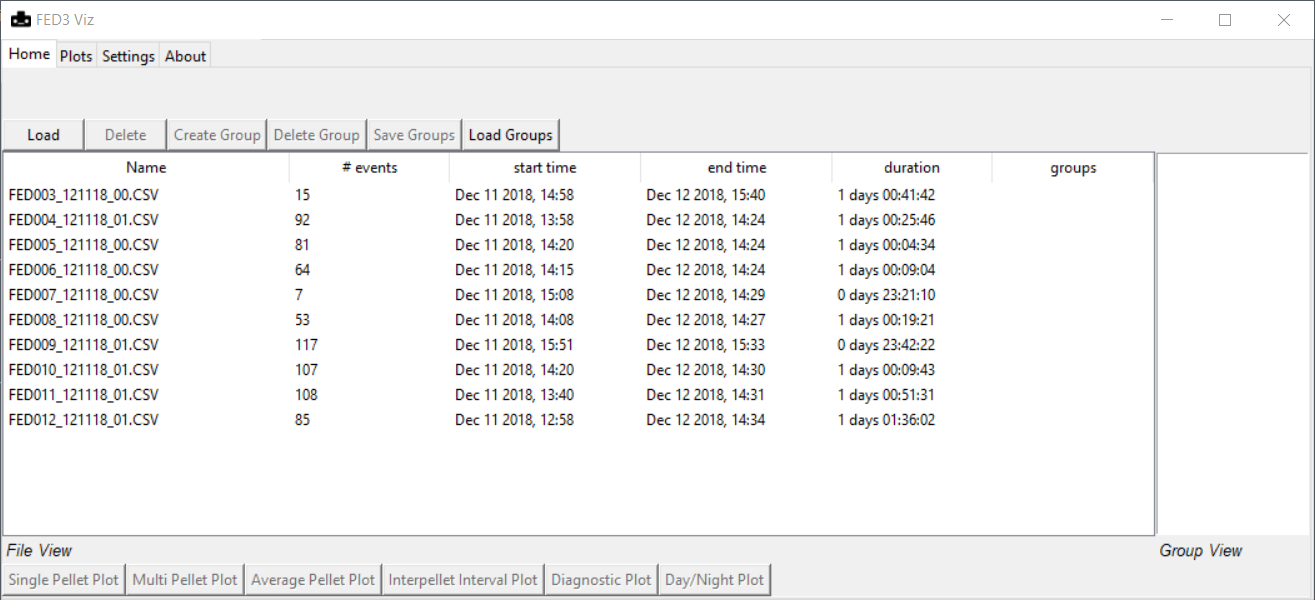 FED3 Viz
Home Plots Settings About
Load Delete Create Group Delete Group Save Groups Load Groups
Name # events start time end time duration groups
FED003_121118_00.CSV 15 Dec 11 2018, 14:58 Dec 12 2018, 15:40 1 days 00:41:42
FED004_121118_01.CSV 92 Dec 11 2018, 13:58 Dec 12 2018, 14:24 1 days 00:25:46
FED005_121118_00.CSV 81 Dec 11 2018, 14:20 Dec 12 2018, 14:24 1 days 00:04:34
FED006_121118_00.CSV 64 Dec 11 2018, 14:15 Dec 12 2018, 14:24 1 days 00:09:04
FED007_121118_00.CSV 7 Dec 11 2018, 15:08 Dec 12 2018, 14:29 0 days 23:21:10
FED008_121118_00.CSV 53 Dec 11 2018, 14:08 Dec 12 2018, 14:27 1 days 00:19:21
FED009_121118_01.CSV 117 Dec 11 2018, 15:51 Dec 12 2018, 15:33 0 days 23:42:22
FED010_121118_01.CSV 107 Dec 11 2018, 14:20 Dec 12 2018, 14:30 1 days 00:09:43
FED011_121118_01.CSV 108 Dec 11 2018, 13:40 Dec 12 2018, 14:31 1 days 00:51:31
FED012_121118_01.CSV 85 Dec 11 2018, 12:58 Dec 12 2018, 14:34 1 days 01:36:02
File View Group View
Single Pellet Plot Multi Pellet Plot Average Pellet Plot Interpellet Interval Plot Diagnostic Plot Day/Night Plot